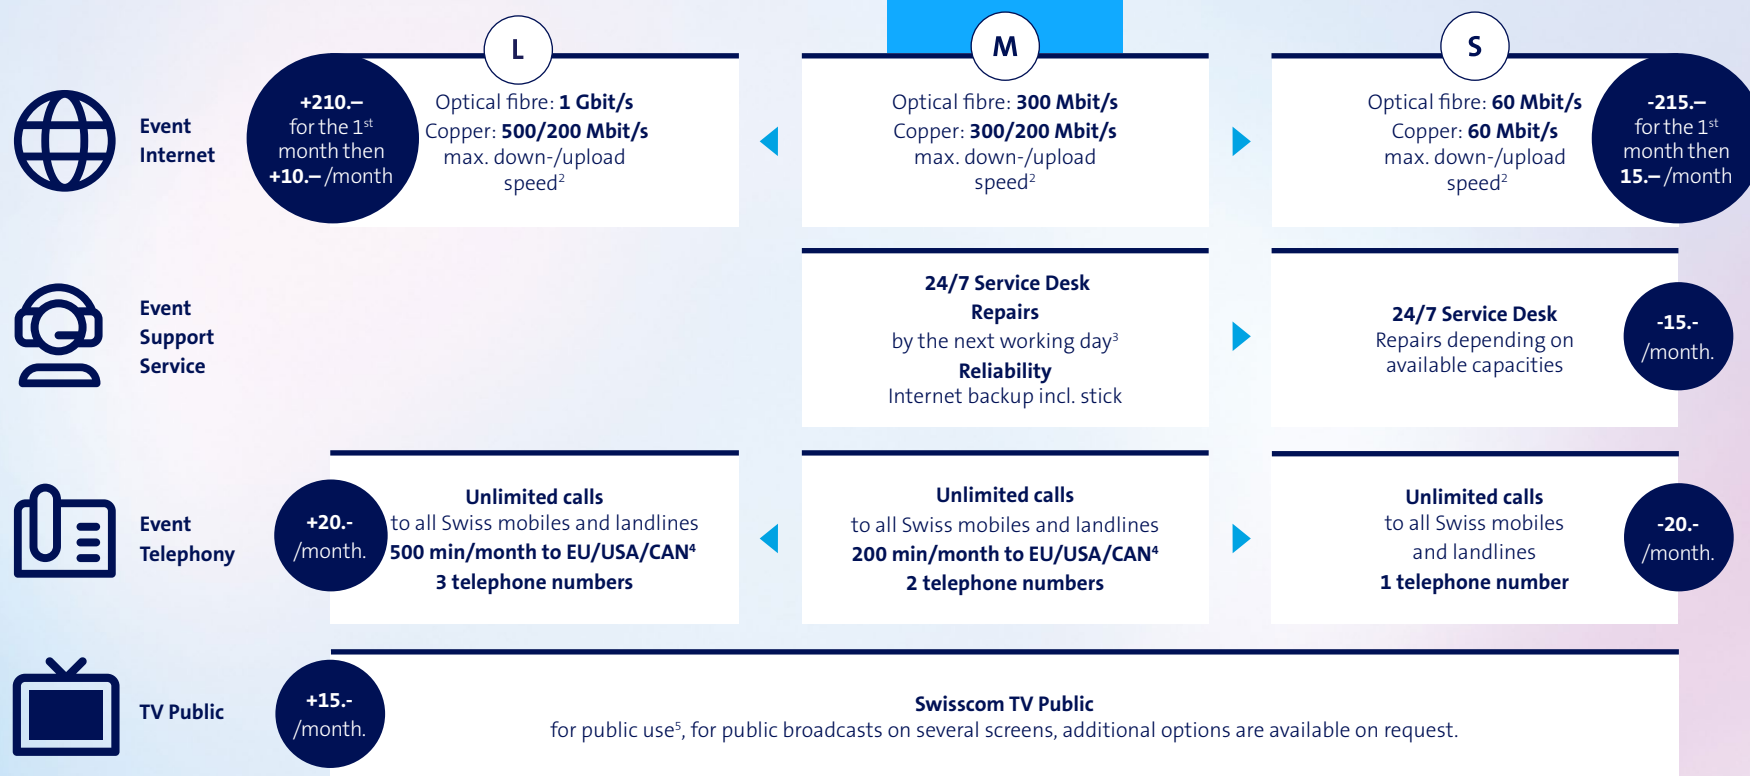 L
M
S
Event
Internet
+210.–
for the 1st
month then
+10.– /month
Optical fibre: 1 Gbit/s
Copper: 500/200 Mbit/s
max. down-/upload
speed2
Optical fibre: 300 Mbit/s
Copper: 300/200 Mbit/s
max. down-/upload
speed2
Optical fibre: 60 Mbit/s
Copper: 60 Mbit/s
max. down-/upload
speed2
-215.–
for the 1st
month then
15.– /month
Event
Support
Service
24/7 Service Desk
Repairs
by the next working day3
Reliability
Internet backup incl. stick
24/7 Service Desk
Repairs depending on
available capacities
-15.-
/month.
Event
Telephony
+20.-
/month.
Unlimited calls
to all Swiss mobiles and landlines
500 min/month to EU/USA/CAN4
3 telephone numbers
Unlimited calls
to all Swiss mobiles and landlines
200 min/month to EU/USA/CAN4
2 telephone numbers
Unlimited calls
to all Swiss mobiles
and landlines
1 telephone number
-20.-
/month.
TV Public
+15.-
/month.
Swisscom TV Public
for public use5, for public broadcasts on several screens, additional options are available on request.